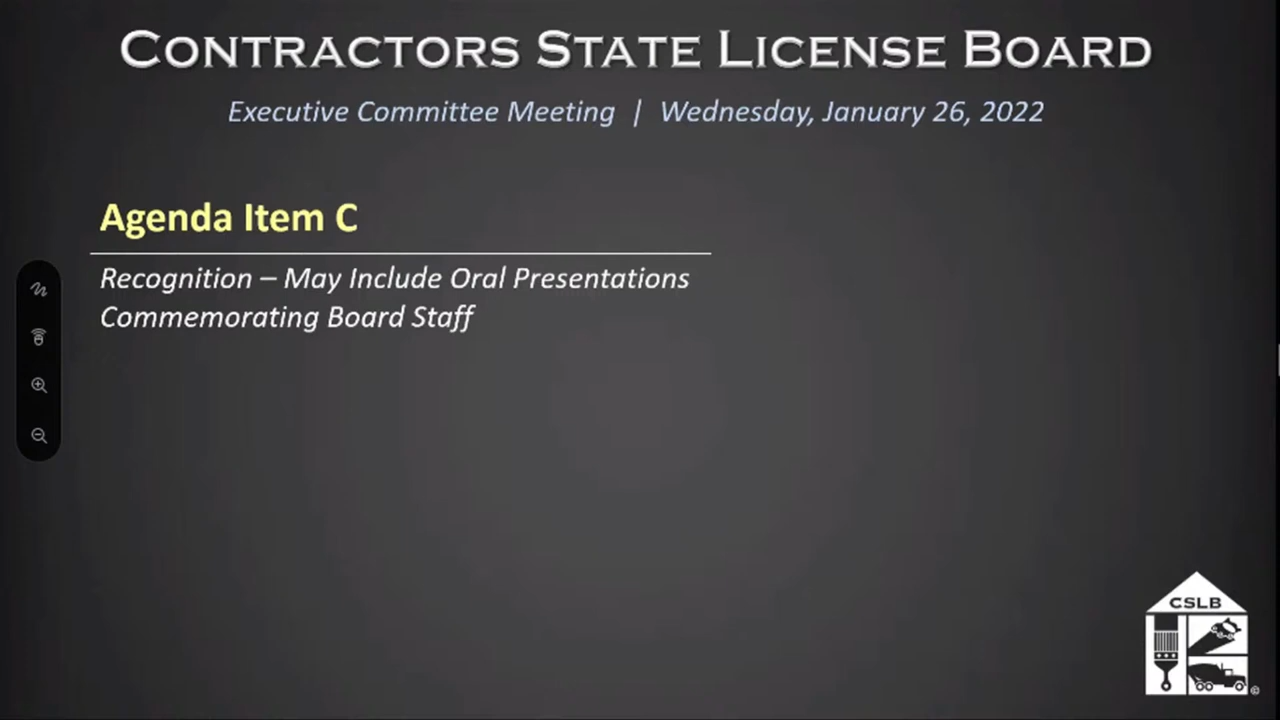 CONTRACTORS STATE LICENSE BOARD
Executive Committee Meeting | Wednesday, January 26, 2022
Agenda Item C
Recognition – May Include Oral Presentations
Commemorating Board Staff
CSLB
©